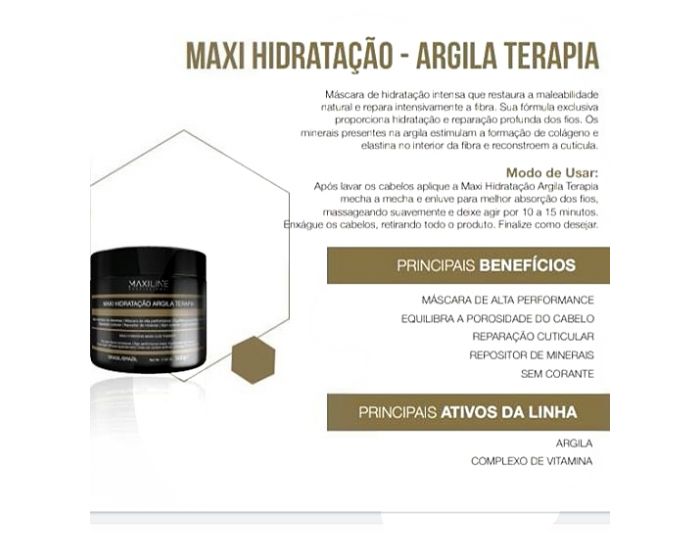 MAXI HIDRATAÇÃO - ARGILA TERAPIA
Máscara de hidratação intensa que restaura a maleabilidade
natural e repara intensivamente a fibra. Sua fórmula exclusiva
proporciona hidratação e reparação profunda dos fios. Os
minerais presentes na argila estimulam a formação de colágeno e
elastina no interior da fibra e reconstroem a cutícula.
Modo de Usar:
Após lavar os cabelos aplique a Maxi Hidratação Argila Terapia
mecha a mecha e enluve para melhor absorção dos fios,
massageando suavemente e deixe agir por 10 a 15 minutos.
Enxágue os cabelos, retirando todo o produto. Finalize como desejar.
PRINCIPAIS BENEFÍCIOS
MÁSCARA DE ALTA PERFORMANCE
EQUILIBRA A POROSIDADE DO CABELO
REPARAÇÃO CUTICULAR
REPOSITOR DE MINERAIS
SEM CORANTE
PRINCIPAIS ATIVOS DA LINHA
ARGILA
COMPLEXO DE VITAMINA
MAXILINE
MAXI HIDRATAÇÃO ARGILA TERAPIA